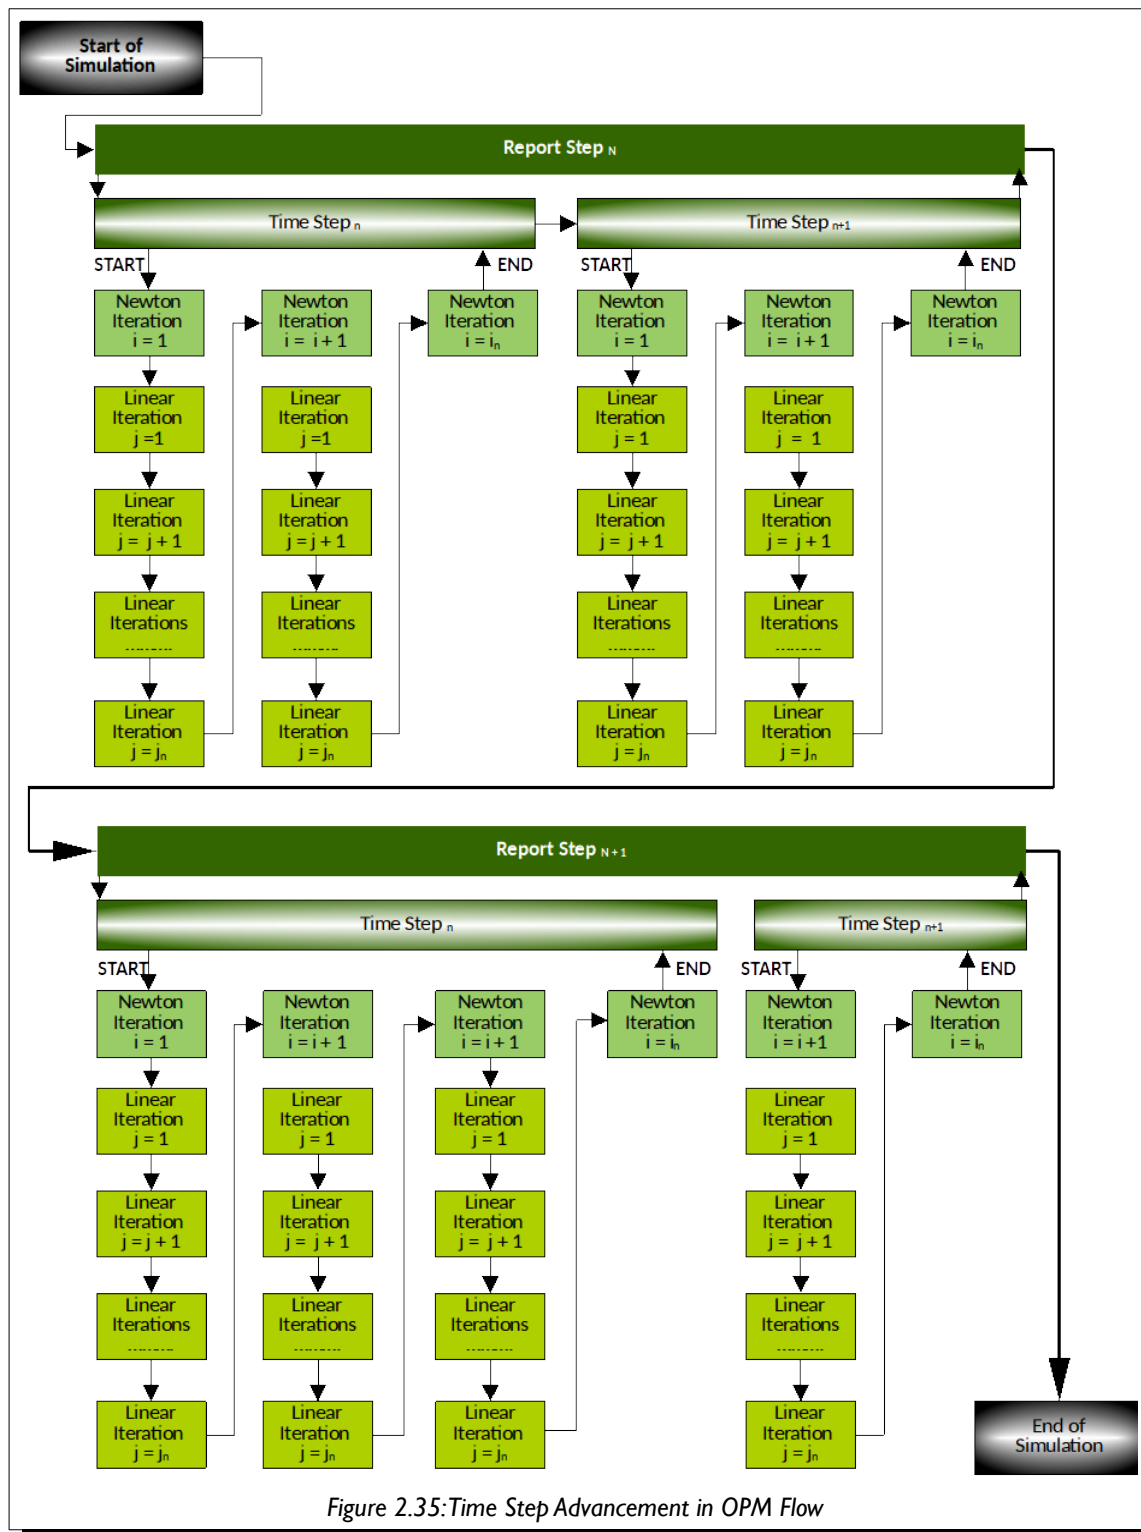 Start of
Simulation
Report Step N
Time Step n
Time Step n+1
START
END
START
END
Newton
Iteration
i = 1
Newton
Iteration
i = i + 1
Newton
Iteration
i = in
Newton
Iteration
i = 1
Newton
Iteration
i = i + 1
Newton
Iteration
i = in
Linear
Iteration
j =1
Linear
Iteration
j =1
Linear
Iteration
j = 1
Linear
Iteration
j = 1
Linear
Iteration
j = j + 1
Linear
Iteration
j = j + 1
Linear
Iteration
j = j + 1
Linear
Iteration
j = j + 1
Linear
Iterations
..........
Linear
Iterations
..........
Linear
Iterations
..........
Linear
Iterations
..........
Linear
Iteration
j = jn
Linear
Iteration
j = jn
Linear
Iteration
j = jn
Linear
Iteration
j = jn
Report Step N + 1
Time Step n
Time Step n+1
START
END
START
END
Newton
Iteration
i = 1
Newton
Iteration
i = i + 1
Newton
Iteration
i = i + 1
Newton
Iteration
i = in
Newton
Iteration
i = i +1
Newton
Iteration
i = in
Linear
Iteration
j = 1
Linear
Iteration
j = 1
Linear
Iteration
j = 1
Linear
Iteration
j = 1
Linear
Iteration
j = j + 1
Linear
Iteration
j = j + 1
Linear
Iteration
j = j + 1
Linear
Iteration
j = j + 1
Linear
Iterations
..........
Linear
Iterations
..........
Linear
Iterations
..........
Linear
Iterations
..........
Linear
Iteration
j = jn
Linear
Iteration
j = jn
Linear
Iteration
j = jn
Linear
Iteration
j = jn
End of
Simulation
Figure 2.35:Time Step Advancement in OPM Flow